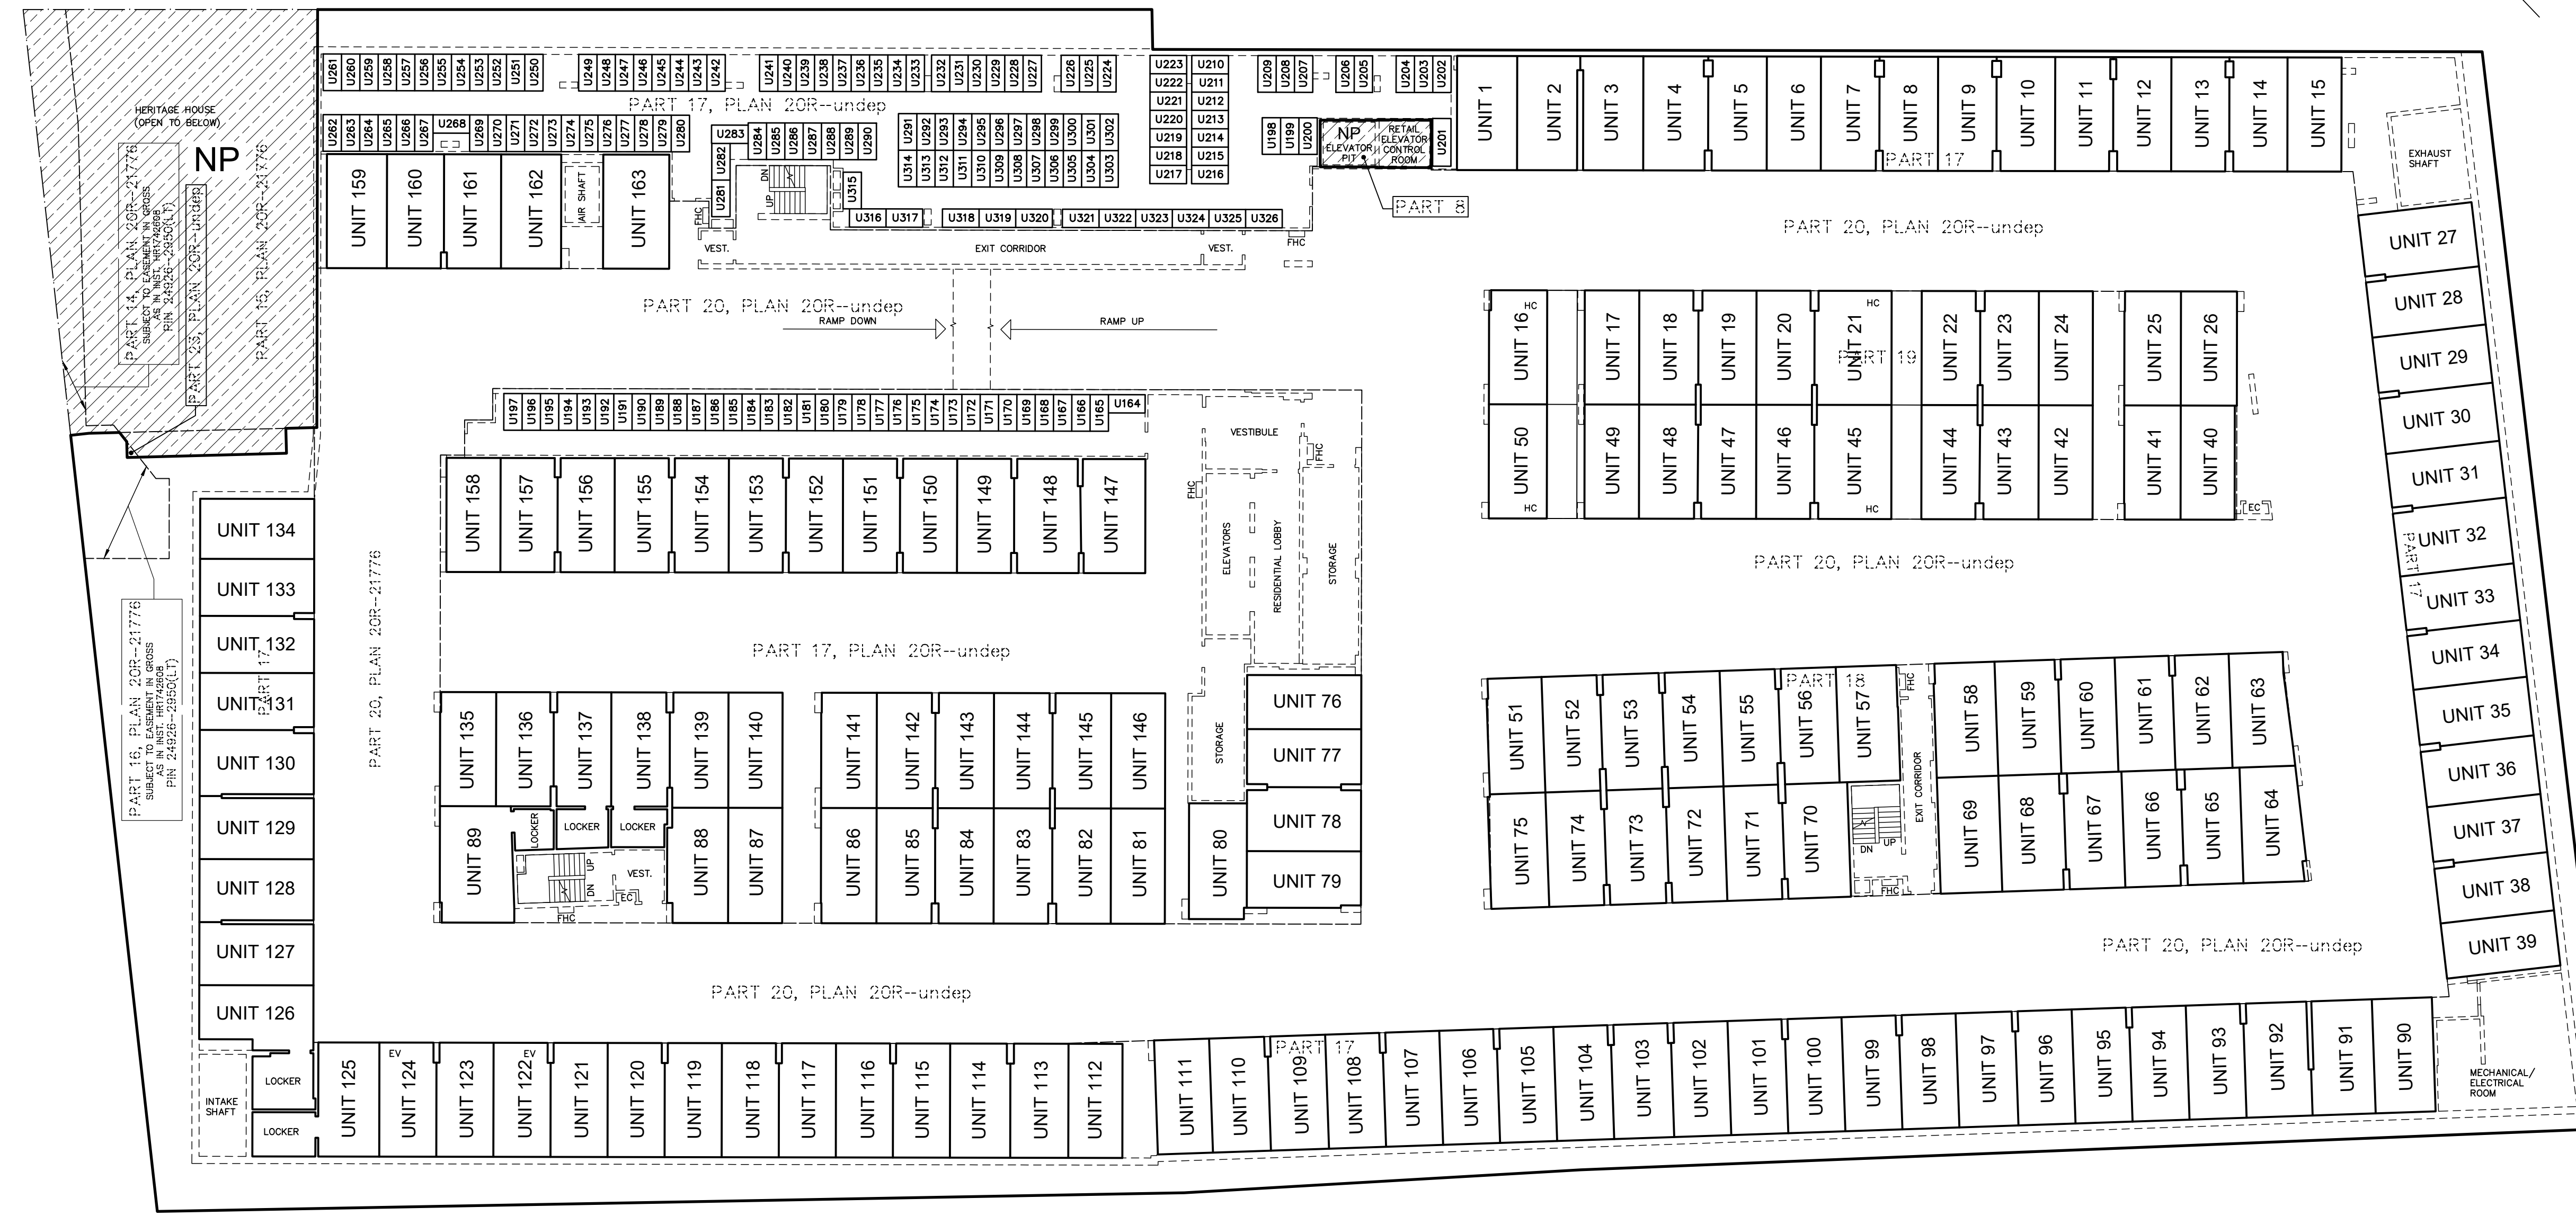 U261 U260 U259 U258 U257 U256 U255 U254 U253 U252 U251 U250
U249 U248 U247 U246 U245 U244 U243 U242
U241 U240 U239 U238 U237 U236 U235 U234 U233 U232 U231 U230 U229 U228 U227
U226 U225 U224
U223 U210
U222 U211
U221 U212
U220 U213
U219 U214
U218 U215
U217 U216
U209 U208 U207
U206 U205
U204 U203 U202
U198 U199 U200
NP
ELEVATOR
PIT
RETAIL
ELEVATOR
CONTROL
ROOM
U201
PART 8
UNIT 1
UNIT 2
UNIT 3
UNIT 4
UNIT 5
UNIT 6
UNIT 7
UNIT 8
UNIT 9
UNIT 10
UNIT 11
UNIT 12
UNIT 13
UNIT 14
UNIT 15
PART 17
EXHAUST
SHAFT
HERITAGE HOUSE
(OPEN TO BELOW)
NP
PART 14, PLAN 20R--21776
SUBJECT TO EASEMENT IN GROSS
AS IN INST. HR1742608
PIN 24926--2950(LT)
PART 23, PLAN 20R--undep
PART 15, PLAN 20R--21776
PART 17, PLAN 20R--undep
U262 U263 U264 U265 U266 U267 U268 U269 U270 U271 U272 U273 U274 U275 U276 U277 U278 U279 U280
U283 U284 U285 U286 U287 U288 U289 U290
U282
U281
U291 U292 U293 U294 U295 U296 U297 U298 U299 U300 U301 U302
U314 U313 U312 U311 U310 U309 U308 U307 U306 U305 U304 U303
DN
UP
U315
U316 U317 U318 U319 U320 U321 U322 U323 U324 U325 U326
UNIT 159
UNIT 160
UNIT 161
UNIT 162
AIR SHAFT
UNIT 163
FHC
VEST.
EXIT CORRIDOR
VEST.
FHC
PART 20, PLAN 20R--undep
PART 20, PLAN 20R--undep
RAMP DOWN
RAMP UP
UNIT 27
UNIT 28
UNIT 29
UNIT 30
UNIT 31
UNIT 32
UNIT 33
UNIT 34
UNIT 35
UNIT 36
UNIT 37
UNIT 38
UNIT 39
PART 17
HC
UNIT 16
UNIT 17
UNIT 18
UNIT 19
UNIT 20
HC
UNIT 21
UNIT 22
UNIT 23
UNIT 24
UNIT 25
UNIT 26
PART 19
UNIT 50
HC
UNIT 49
UNIT 48
UNIT 47
UNIT 46
UNIT 45
HC
UNIT 44
UNIT 43
UNIT 42
UNIT 41
UNIT 40
EC
PART 20, PLAN 20R--undep
U197 U196 U195 U194 U193 U192 U191 U190 U189 U188 U187 U186 U185 U184 U183 U182 U181 U180 U179 U178 U177 U176 U175 U174 U173 U172 U171 U170 U169 U168 U167 U166 U165 U164
VESTIBULE
FHC
FHC
ELEVATORS
RESIDENTIAL LOBBY
STORAGE
STORAGE
UNIT 158
UNIT 157
UNIT 156
UNIT 155
UNIT 154
UNIT 153
UNIT 152
UNIT 151
UNIT 150
UNIT 149
UNIT 148
UNIT 147
PART 17, PLAN 20R--undep
PART 20, PLAN 20R--21776
PART 16, PLAN 20R--21776
SUBJECT TO EASEMENT IN GROSS
AS IN INST. HR1742608
PIN 24926--2950(LT)
UNIT 134
UNIT 133
UNIT 132
UNIT 131
PART 17
UNIT 130
UNIT 129
UNIT 128
UNIT 127
UNIT 126
UNIT 135
UNIT 136
UNIT 137
UNIT 138
UNIT 139
UNIT 140
UNIT 141
UNIT 142
UNIT 143
UNIT 144
UNIT 145
UNIT 146
UNIT 89
LOCKER
LOCKER
LOCKER
UP
DN
VEST.
EC
FHC
UNIT 88
UNIT 87
UNIT 86
UNIT 85
UNIT 84
UNIT 83
UNIT 82
UNIT 81
UNIT 80
UNIT 76
UNIT 77
UNIT 78
UNIT 79
UNIT 51
UNIT 52
UNIT 53
UNIT 54
UNIT 55
UNIT 56
UNIT 57
PART 18
FHC
UNIT 58
UNIT 59
UNIT 60
UNIT 61
UNIT 62
UNIT 63
UNIT 75
UNIT 74
UNIT 73
UNIT 72
UNIT 71
UNIT 70
DN
UP
FHC
EXIT CORRIDOR
UNIT 69
UNIT 68
UNIT 67
UNIT 66
UNIT 65
UNIT 64
PART 20, PLAN 20R--undep
PART 20, PLAN 20R--undep
INTAKE
SHAFT
LOCKER
LOCKER
UNIT 125
EV
UNIT 124
UNIT 123
EV
UNIT 122
UNIT 121
UNIT 120
UNIT 119
UNIT 118
UNIT 117
UNIT 116
UNIT 115
UNIT 114
UNIT 113
UNIT 112
UNIT 111
UNIT 110
UNIT 109
PART 17
UNIT 108
UNIT 107
UNIT 106
UNIT 105
UNIT 104
UNIT 103
UNIT 102
UNIT 101
UNIT 100
UNIT 99
UNIT 98
UNIT 97
UNIT 96
UNIT 95
UNIT 94
UNIT 93
UNIT 92
UNIT 91
UNIT 90
MECHANICAL/
ELECTRICAL
ROOM